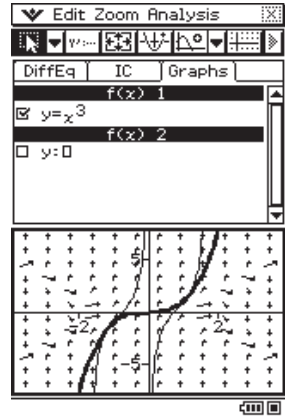 Edit Zoom Analysis
DiffEq IC Graphs
f(x) 1
y=x³
f(x) 2
y:
5
-2 2
-5